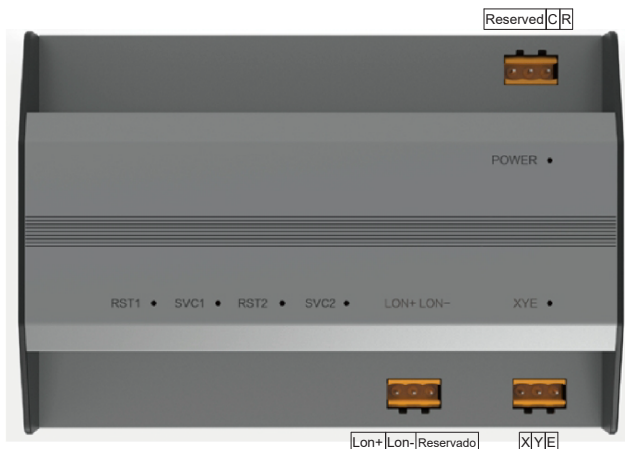 Reserved C R
POWER
RST1 SVC1 RST2 SVC2 LON+ LON- XYE
Lon+ Lon- Reservado X Y E